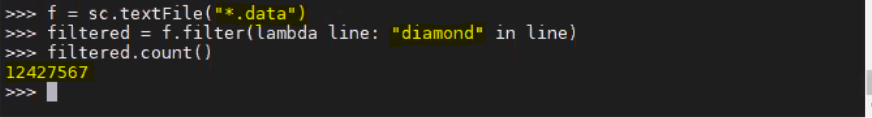 >>> f = sc.textFile("*.data")
>>> filtered = f.filter(lambda line: "diamond" in line)
>>> filtered.count()
12427567
>>>